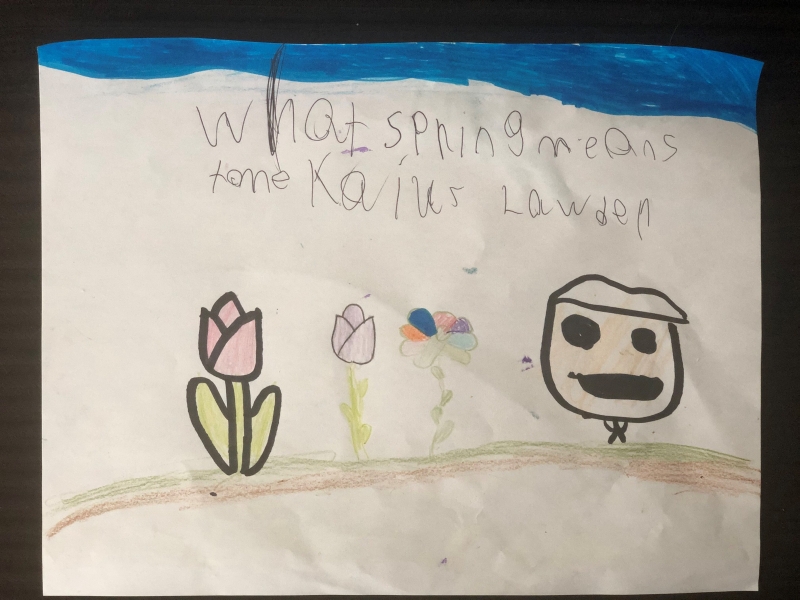 what spring means
tome Kaius Lawden